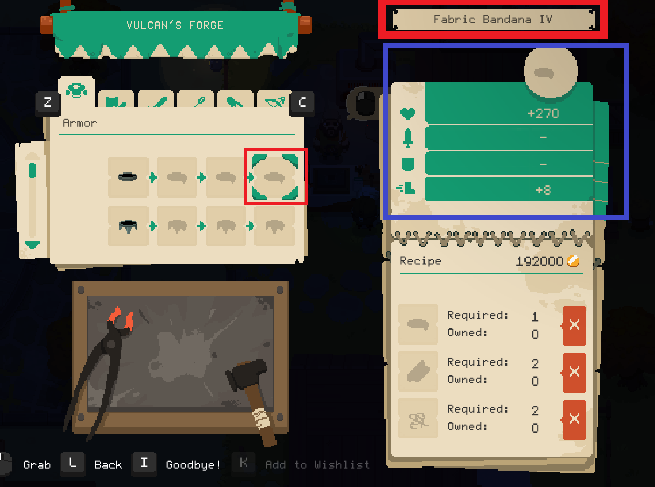 VULCAN'S FORGE
Fabric Bandana IV
Z
C
Armor
+270
-
-
+8
Recipe 192000
Required: 1
Owned: 0
Required: 2
Owned: 0
Required: 2
Owned: 0
Grab L Back I Goodbye! K Add to Wishlist